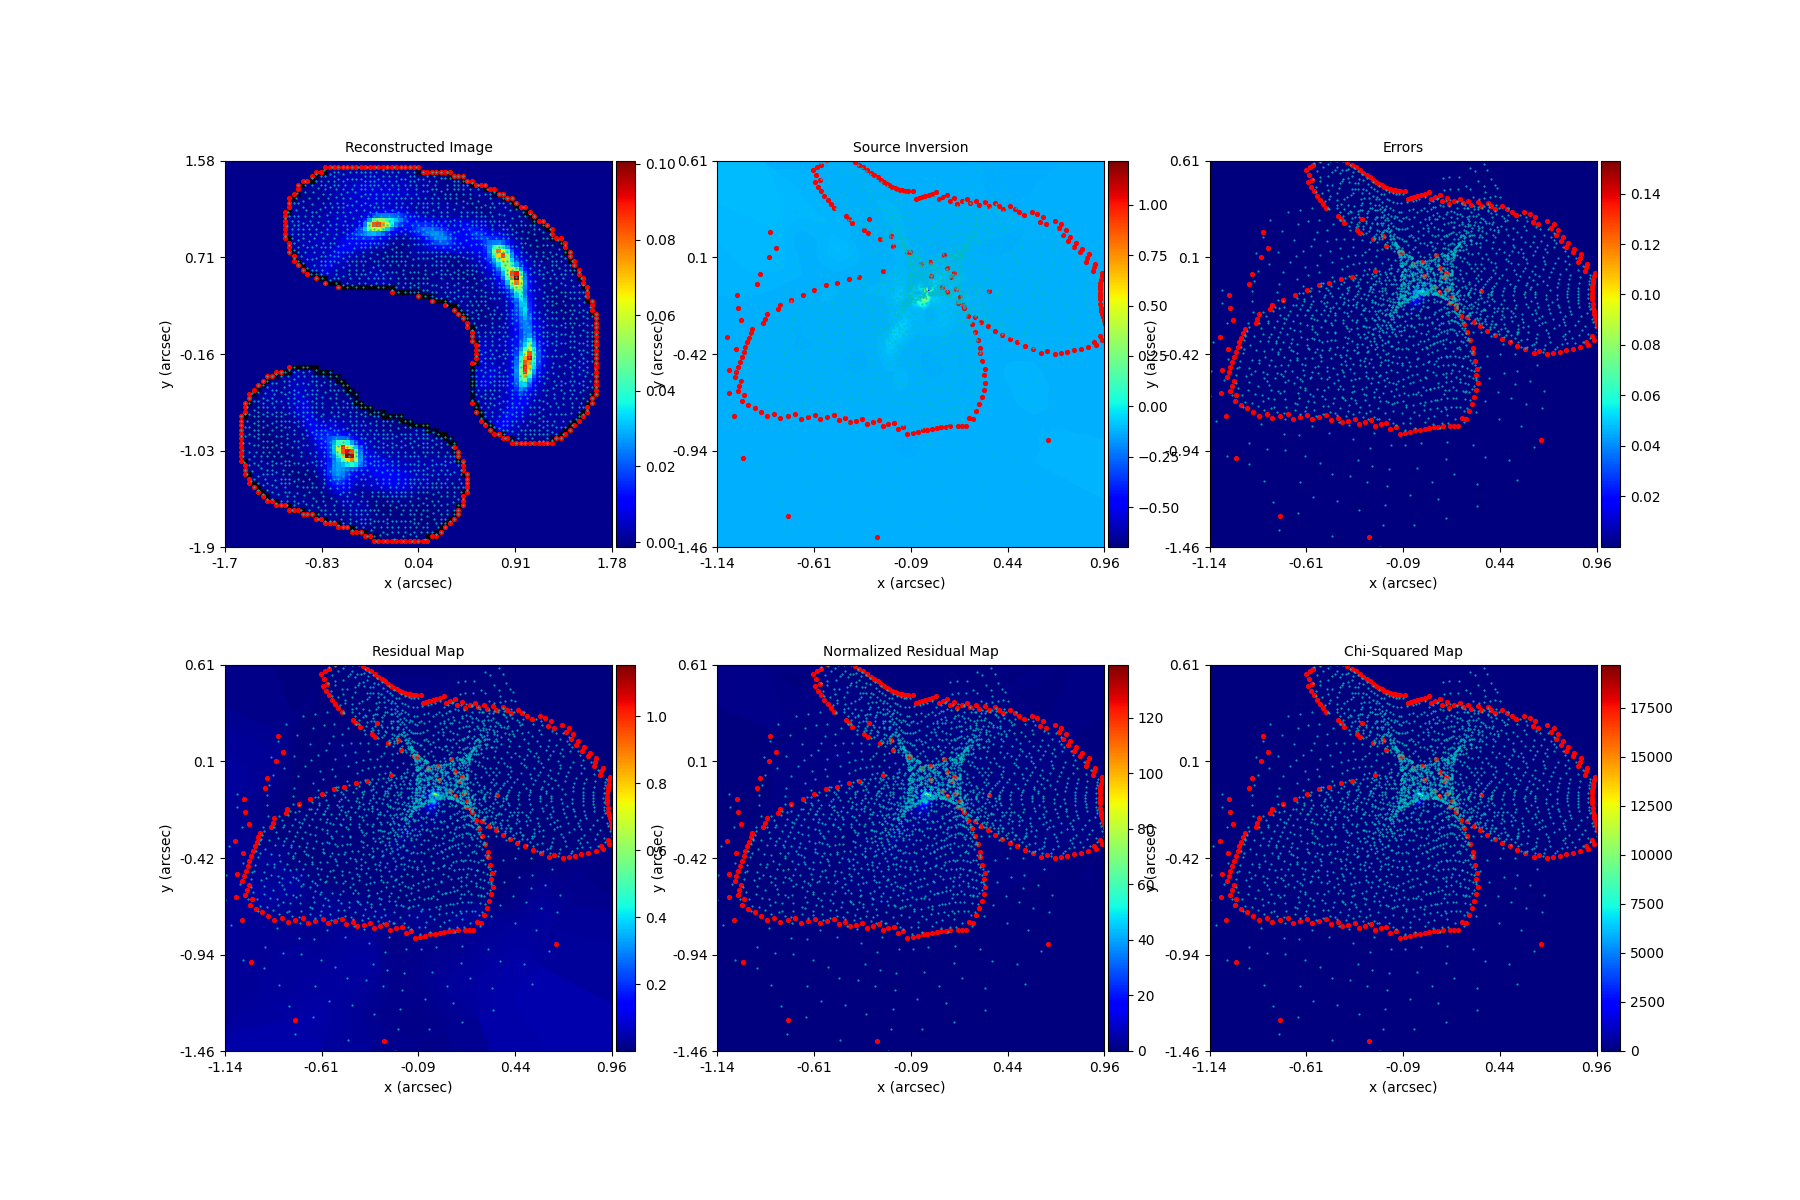 Reconstructed Image
1.58
0.71
-0.16
-1.03
-1.9
-1.7 -0.83 0.04 0.91 1.78
x (arcsec)
y (arcsec)
0.10
0.08
0.06
0.04
0.02
0.00
Source Inversion
0.61
0.1
-0.42
-0.94
-1.46
-1.14 -0.61 -0.09 0.44 0.96
x (arcsec)
y (arcsec)
1.00
0.75
0.50
0.25
0.00
−0.25
−0.50
Errors
0.61
0.1
-0.42
-0.94
-1.46
-1.14 -0.61 -0.09 0.44 0.96
x (arcsec)
y (arcsec)
0.14
0.12
0.10
0.08
0.06
0.04
0.02
Residual Map
0.61
0.1
-0.42
-0.94
-1.46
-1.14 -0.61 -0.09 0.44 0.96
x (arcsec)
y (arcsec)
1.0
0.8
0.6
0.4
0.2
Normalized Residual Map
0.61
0.1
-0.42
-0.94
-1.46
-1.14 -0.61 -0.09 0.44 0.96
x (arcsec)
y (arcsec)
120
100
80
60
40
20
0
Chi-Squared Map
0.61
0.1
-0.42
-0.94
-1.46
-1.14 -0.61 -0.09 0.44 0.96
x (arcsec)
y (arcsec)
17500
15000
12500
10000
7500
5000
2500
0